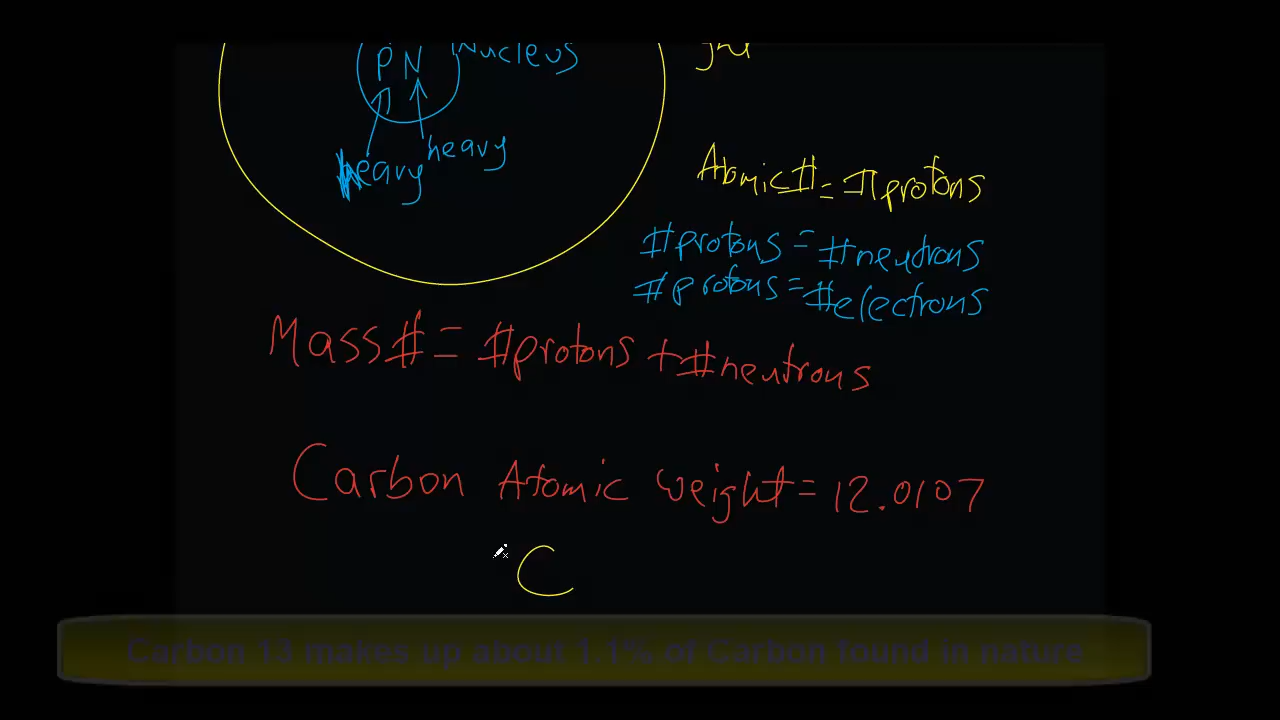 P N Nucleus
heavy heavy
Atomic#=#protons
#protons=#neutrons
#protons=#electrons
Mass#=#protons+#neutrons
Carbon Atomic weight=12.0107
C
Carbon 13 makes up about 1.1% of Carbon found in nature